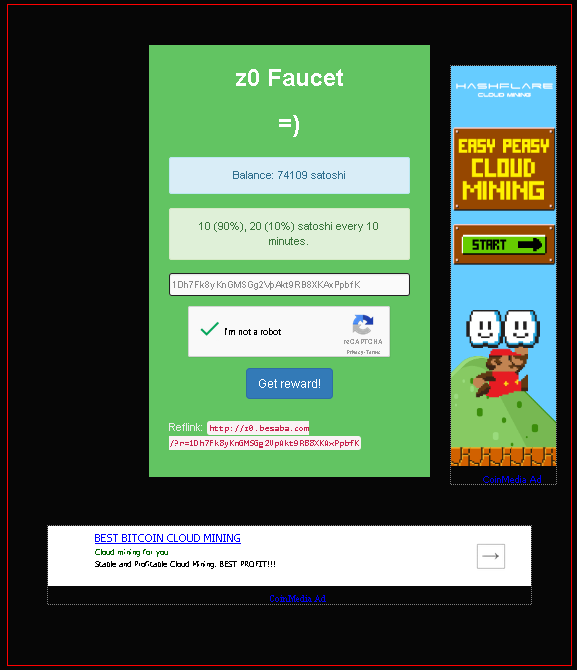 z0 Faucet
=)
Balance: 74109 satoshi
10 (90%), 20 (10%) satoshi every 10
minutes.
1Dh7Fk8yKnGMSGg2VpAkt9RB8XKAxPpbfK
I'm not a robot
reCAPTCHA
Privacy - Terms
Get reward!
Reflink: http://z0.besaba.com
/?r=1Dh7Fk8yKnGMSGg2VpAkt9RB8XKAxPpbfK
HASHFLARE
CLOUD MINING
EASY PEASY
CLOUD
MINING
START
CoinMedia Ad
BEST BITCOIN CLOUD MINING
Cloud mining for you
Stable and Profitable Cloud Mining. BEST PROFIT!!!
CoinMedia Ad